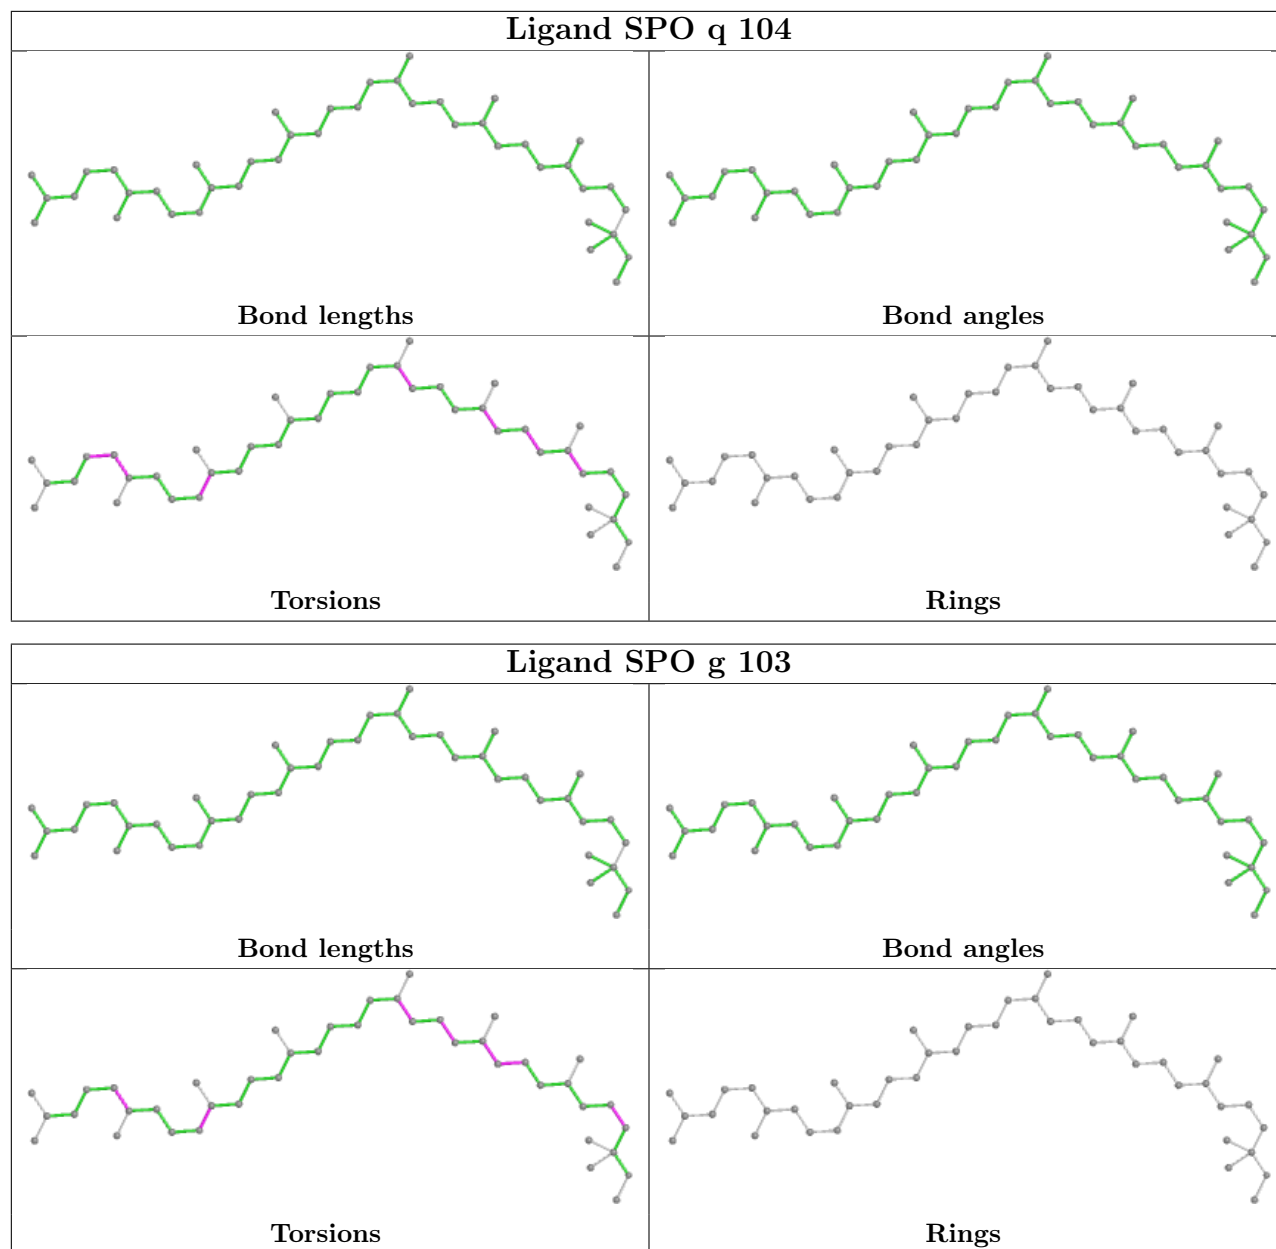 Ligand SPO q 104
Bond lengths
Bond angles
Torsions
Rings
Ligand SPO g 103
Bond lengths
Bond angles
Torsions
Rings